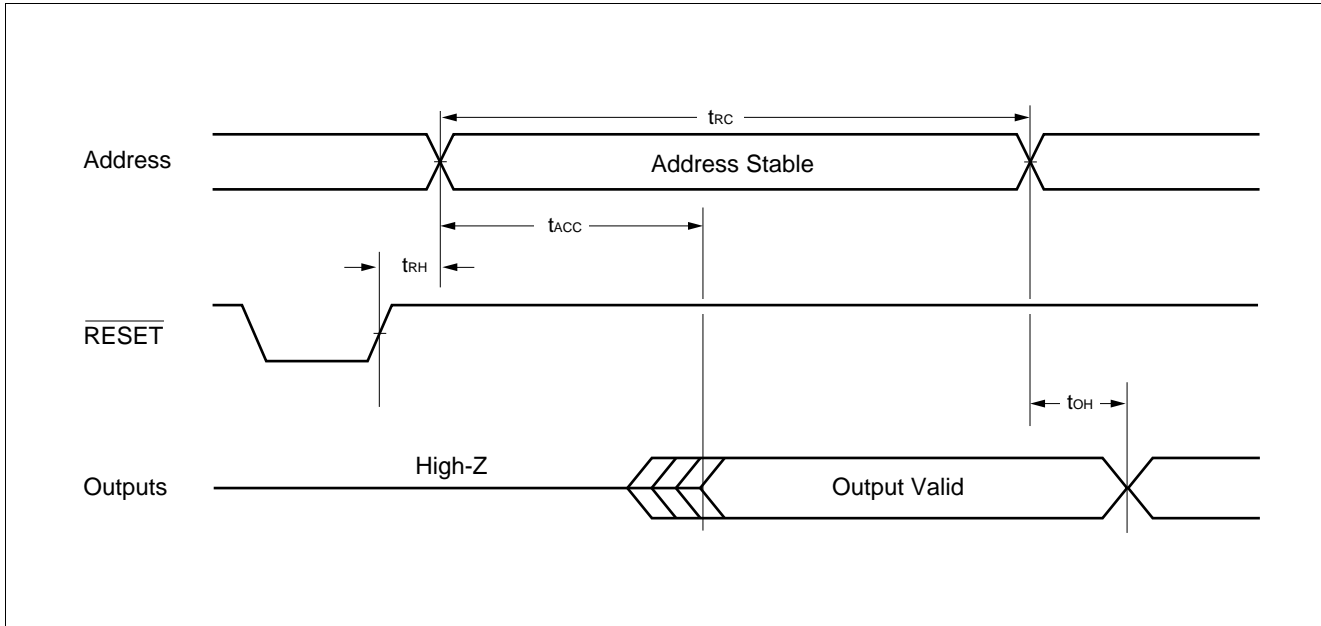 tRC
Address
Address Stable
tACC
tRH
RESET
tOH
High-Z
Outputs
Output Valid